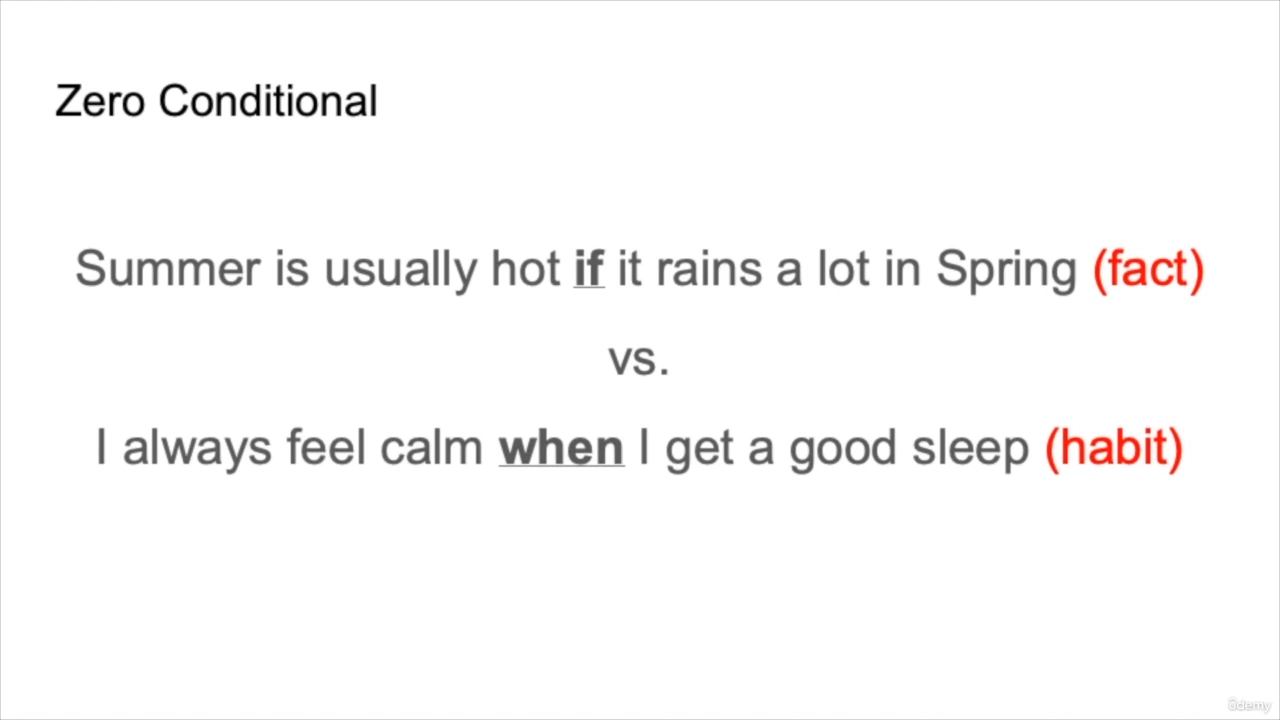 Zero Conditional
Summer is usually hot if it rains a lot in Spring (fact)
vs.
I always feel calm when I get a good sleep (habit)
ûdemy